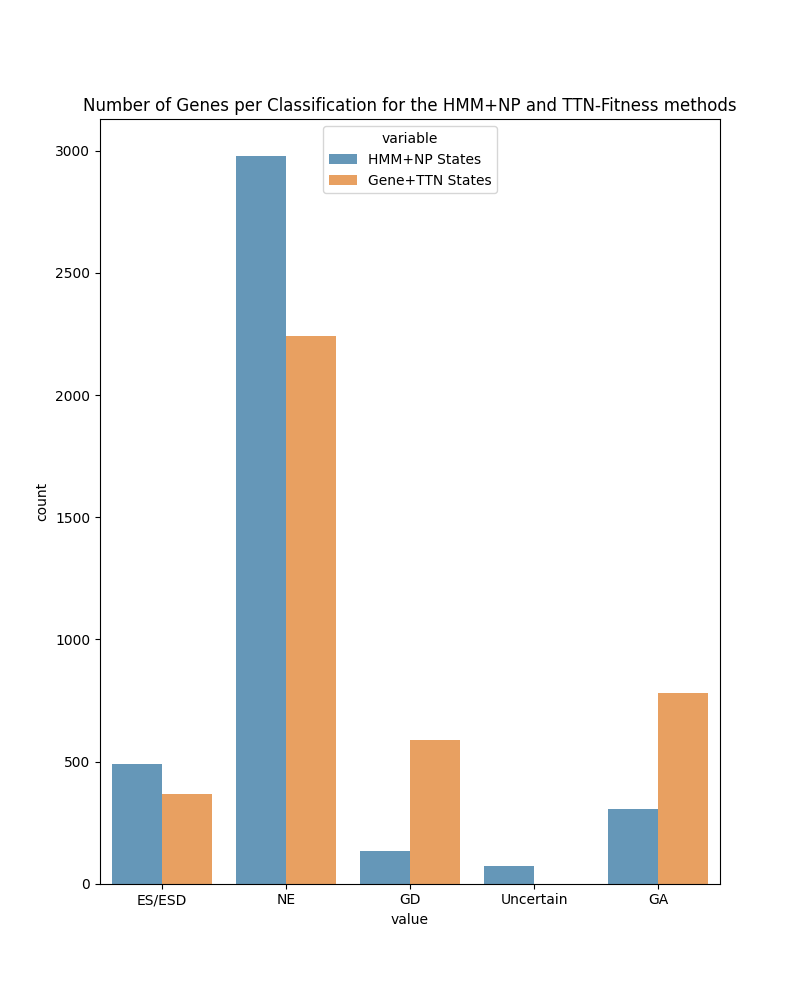 Number of Genes per Classification for the HMM+NP and TTN-Fitness methods
variable
HMM+NP States
Gene+TTN States
3000
2500
2000
1500
1000
500
0
count
ES/ESD
NE
GD
Uncertain
GA
value